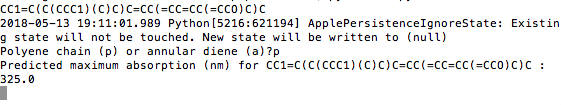 CC1=C(C(CCC1)(C)C)C=CC(=CC=CC(=CCO)C)C
2018-05-13 19:11:01.989 Python[5216:621194] ApplePersistenceIgnoreState: Existin
g state will not be touched. New state will be written to (null)
Polyene chain (p) or annular diene (a)?p
Predicted maximum absorption (nm) for CC1=C(C(CCC1)(C)C)C=CC(=CC=CC(=CCO)C)C :
325.0